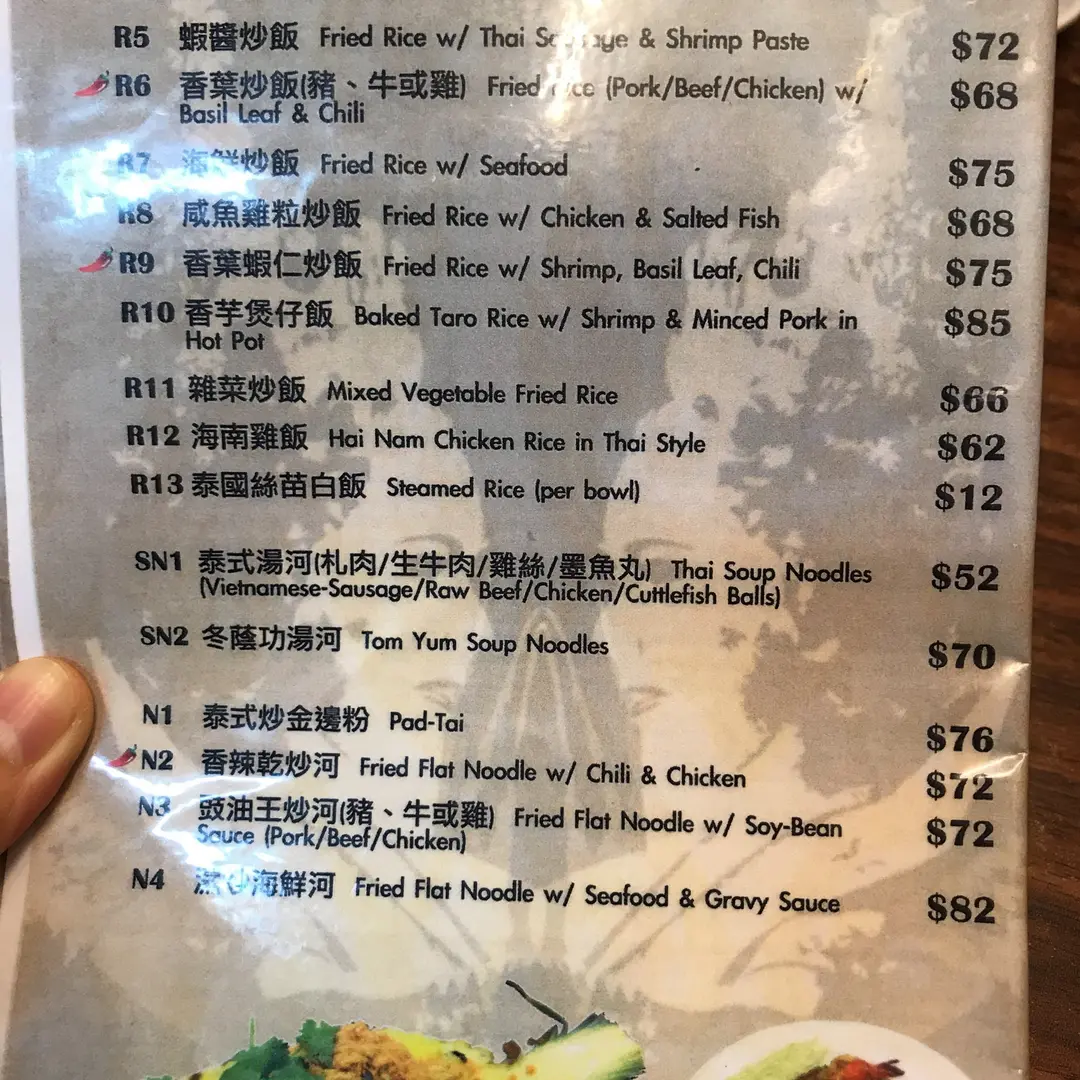 R5 蝦醬炒飯 Fried Rice w/ Thai & Shrimp Paste $72
R6 香葉炒飯(豬、牛或雞) Fried Rice (Pork/Beef/Chicken) w/ $68
Basil Leaf & Chili
R7 海鮮炒飯 Fried Rice w/ Seafood $75
R8 咸魚雞粒炒飯 Fried Rice w/ Chicken & Salted Fish $68
R9 香葉蝦仁炒飯 Fried Rice w/ Shrimp, Basil Leaf, Chili $75
R10 香芋煲仔飯 Baked Taro Rice w/ Shrimp & Minced Pork in $85
Hot Pot
R11 雜菜炒飯 Mixed Vegetable Fried Rice $66
R12 海南雞飯 Hai Nam Chicken Rice in Thai Style $62
R13 泰國絲苗白飯 Steamed Rice (per bowl) $12
SN1 泰式湯河(札肉/生牛肉/雞絲/墨魚丸) Thai Soup Noodles $52
(Vietnamese-Sausage/Raw Beef/Chicken/Cuttlefish Balls)
SN2 冬蔭功湯河 Tom Yum Soup Noodles $70
N1 泰式炒金邊粉 Pad-Tai $76
N2 香辣乾炒河 Fried Flat Noodle w/ Chili & Chicken $72
N3 豉油王炒河(豬、牛或雞) Fried Flat Noodle w/ Soy-Bean $72
Sauce (Pork/Beef/Chicken)
N4 海鮮河 Fried Flat Noodle w/ Seafood & Gravy Sauce $82